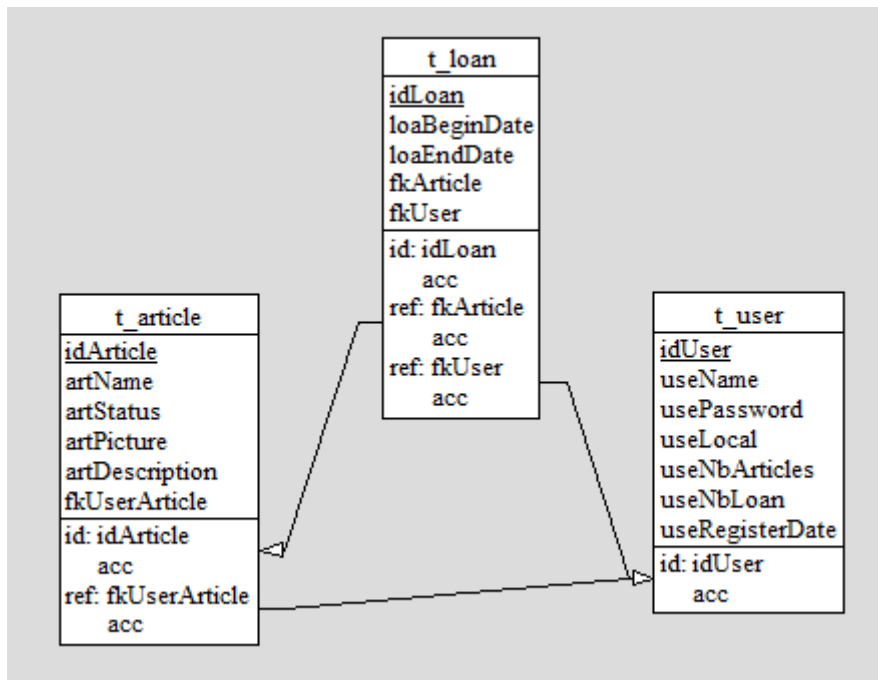 t_loan
idLoan
loaBeginDate
loaEndDate
fkArticle
fkUser
id: idLoan
acc
ref: fkArticle
acc
ref: fkUser
acc
t_article
idArticle
artName
artStatus
artPicture
artDescription
fkUserArticle
id: idArticle
acc
ref: fkUserArticle
acc
t_user
idUser
useName
usePassword
useLocal
useNbArticles
useNbLoan
useRegisterDate
id: idUser
acc